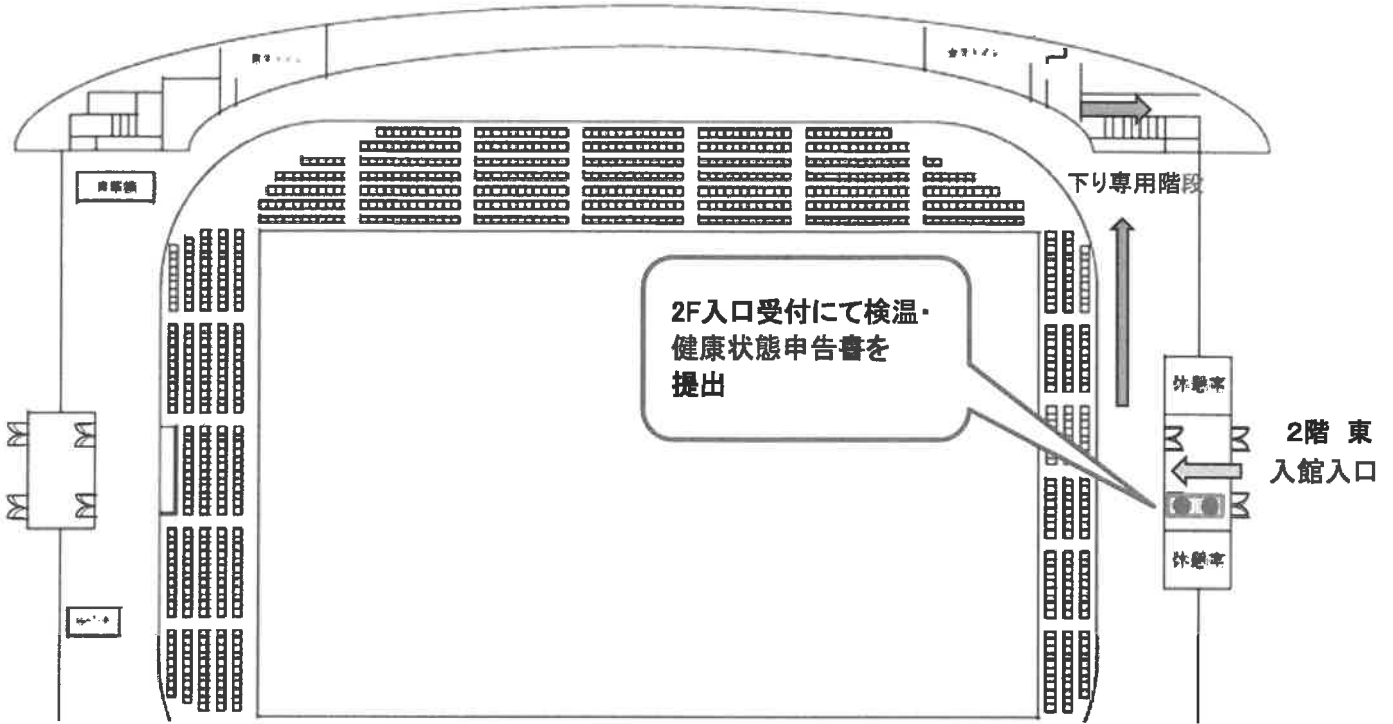 下り専用階段
2F入口受付にて検温・
健康状態申告書を
提出
休憩室
2階 東
入館入口
休憩室